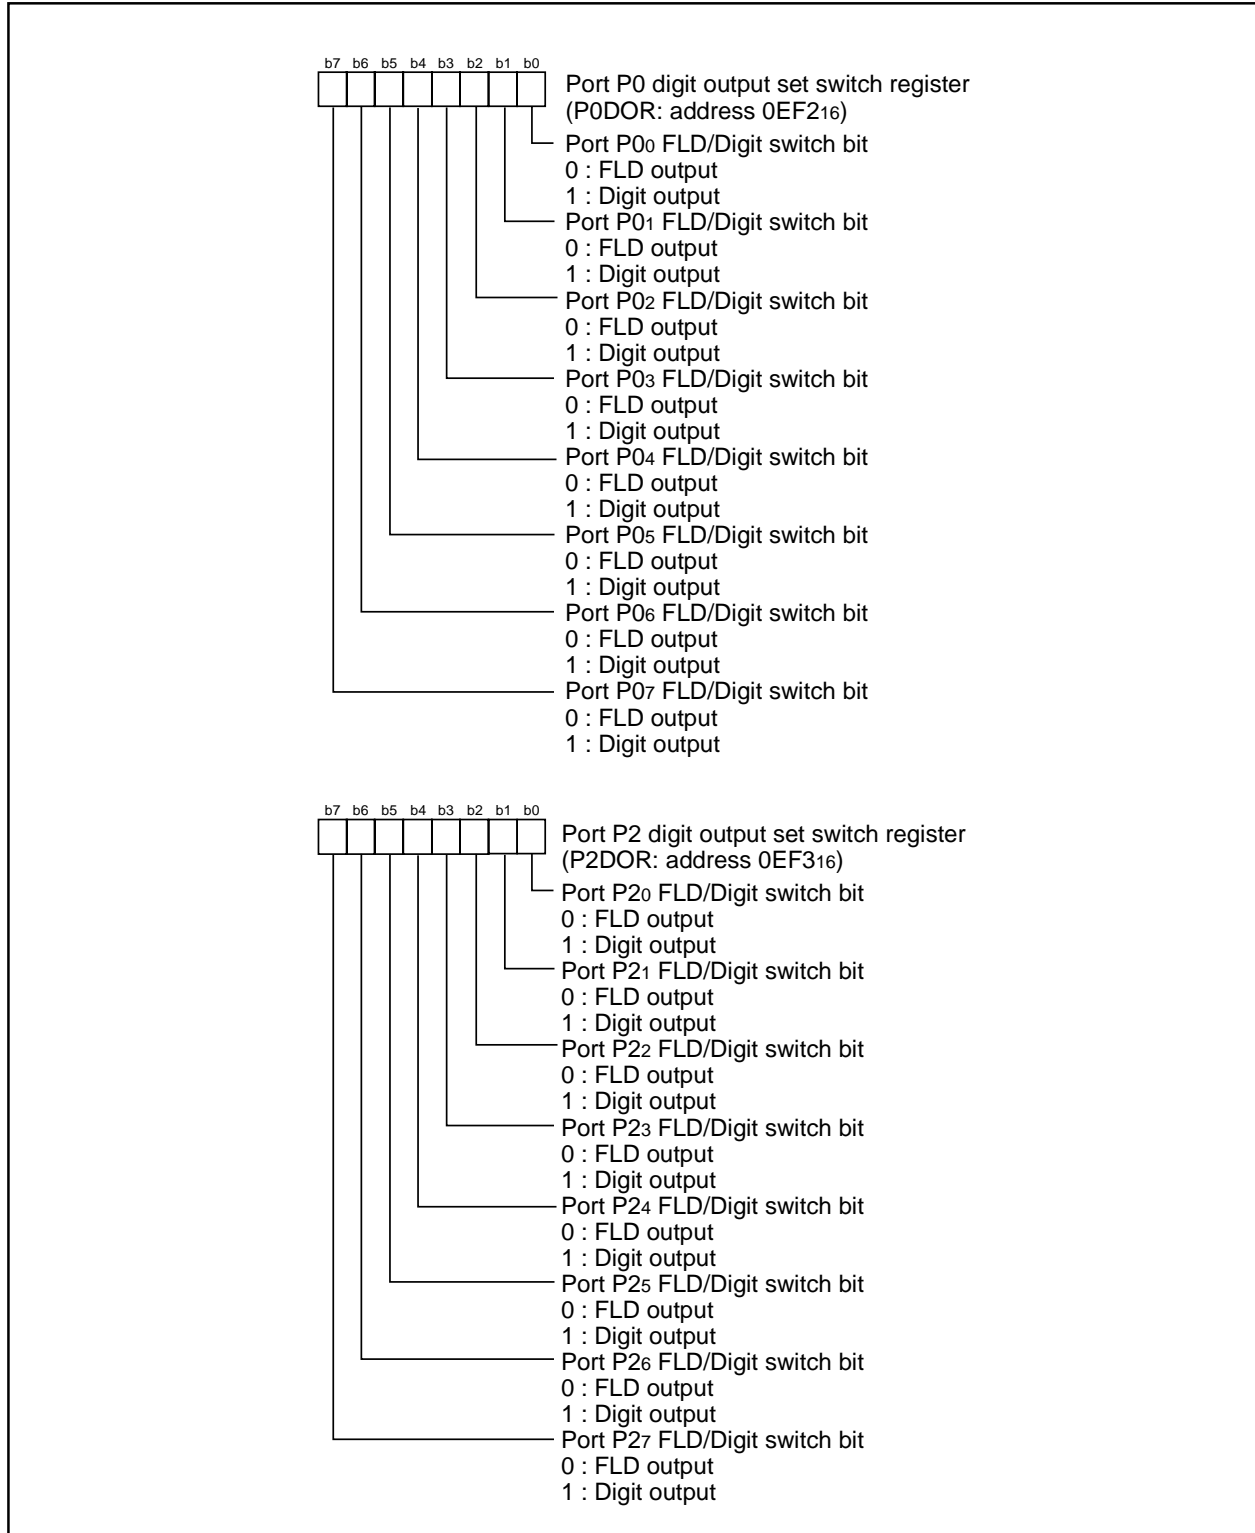 b7 b6 b5 b4 b3 b2 b1 b0
Port P0 digit output set switch register
(P0DOR: address 0EF216)
Port P00 FLD/Digit switch bit
0 : FLD output
1 : Digit output
Port P01 FLD/Digit switch bit
0 : FLD output
1 : Digit output
Port P02 FLD/Digit switch bit
0 : FLD output
1 : Digit output
Port P03 FLD/Digit switch bit
0 : FLD output
1 : Digit output
Port P04 FLD/Digit switch bit
0 : FLD output
1 : Digit output
Port P05 FLD/Digit switch bit
0 : FLD output
1 : Digit output
Port P06 FLD/Digit switch bit
0 : FLD output
1 : Digit output
Port P07 FLD/Digit switch bit
0 : FLD output
1 : Digit output
b7 b6 b5 b4 b3 b2 b1 b0
Port P2 digit output set switch register
(P2DOR: address 0EF316)
Port P20 FLD/Digit switch bit
0 : FLD output
1 : Digit output
Port P21 FLD/Digit switch bit
0 : FLD output
1 : Digit output
Port P22 FLD/Digit switch bit
0 : FLD output
1 : Digit output
Port P23 FLD/Digit switch bit
0 : FLD output
1 : Digit output
Port P24 FLD/Digit switch bit
0 : FLD output
1 : Digit output
Port P25 FLD/Digit switch bit
0 : FLD output
1 : Digit output
Port P26 FLD/Digit switch bit
0 : FLD output
1 : Digit output
Port P27 FLD/Digit switch bit
0 : FLD output
1 : Digit output